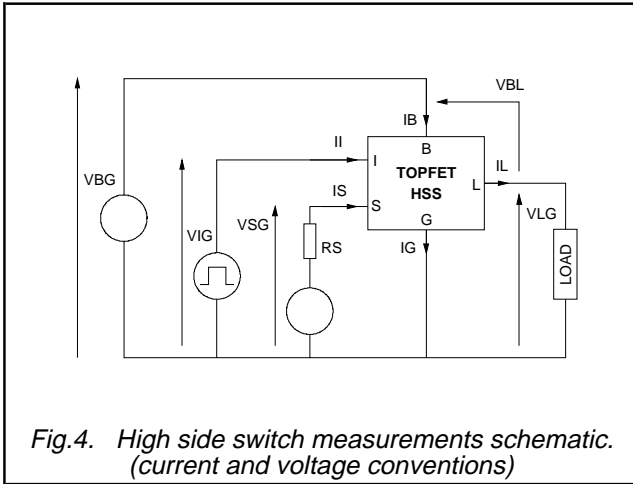 VBL
IB
B
II
I
TOPFET
HSS
IL
L
VBG
IS
S
VIG
VSG
G
VLG
RS
IG
LOAD
Fig.4. High side switch measurements schematic.
(current and voltage conventions)